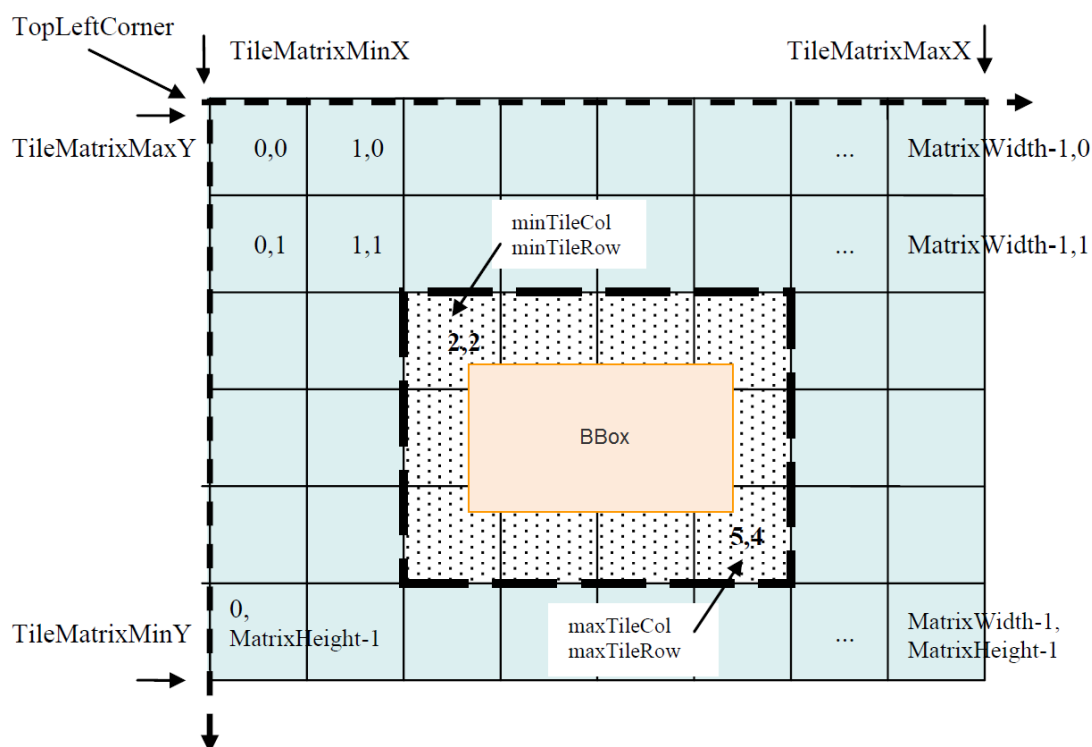 TopLeftCorner
TileMatrixMinX
TileMatrixMaxX
TileMatrixMaxY
0,0
1,0
...
MatrixWidth-1,0
minTileCol
minTileRow
0,1
1,1
...
MatrixWidth-1,1
2,2
BBox
5,4
TileMatrixMinY
0,
MatrixHeight-1
maxTileCol
maxTileRow
...
MatrixWidth-1,
MatrixHeight-1